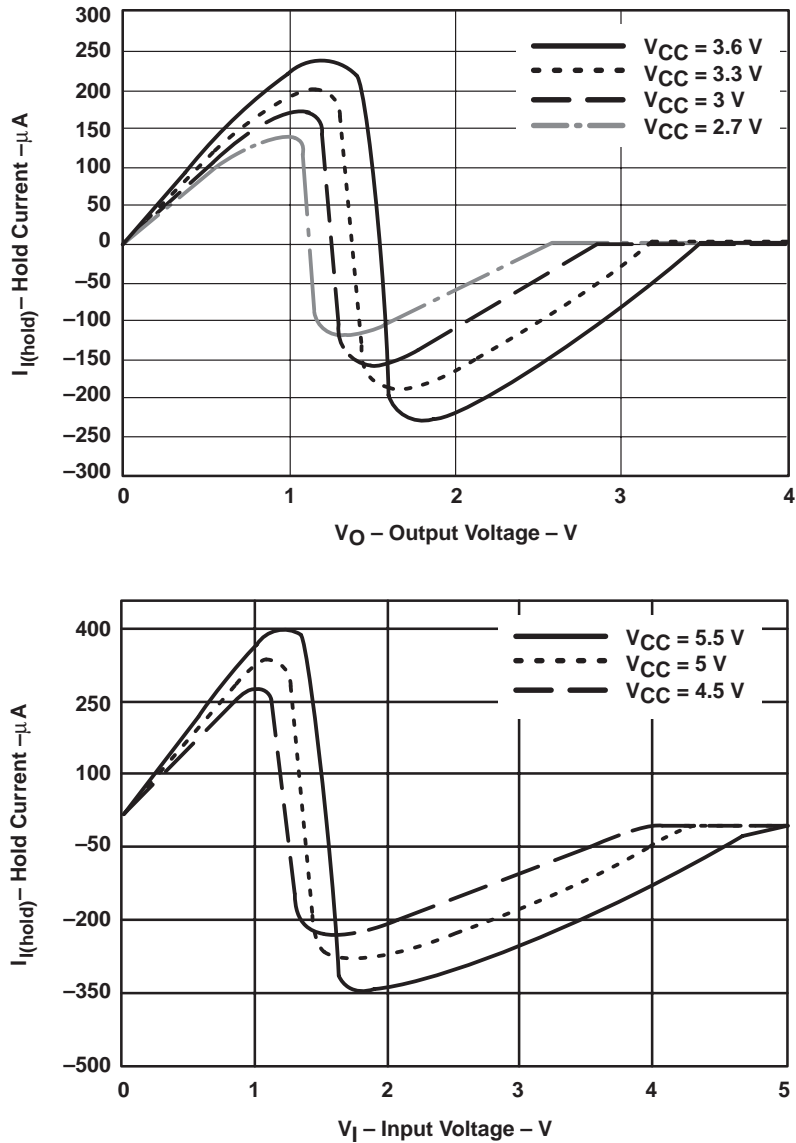 300
250
200
150
100
50
0
–50
–100
–150
–200
–250
–300
II(hold)– Hold Current –μ A
VCC = 3.6 V
VCC = 3.3 V
VCC = 3 V
VCC = 2.7 V
0 1 2 3 4
VO – Output Voltage – V
400
250
100
–50
–200
–350
–500
II(hold)– Hold Current –μ A
VCC = 5.5 V
VCC = 5 V
VCC = 4.5 V
0 1 2 3 4 5
VI – Input Voltage – V